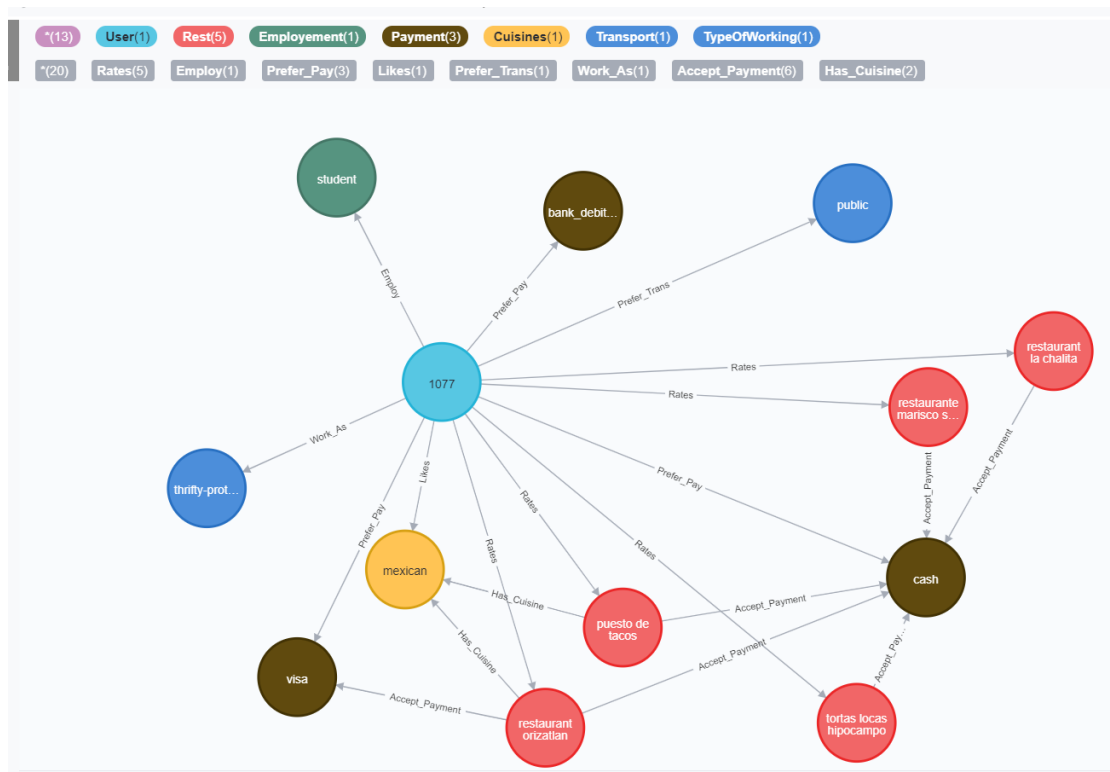 *(13) User(1) Rest(5) Employement(1) Payment(3) Cuisines(1) Transport(1) TypeOfWorking(1)
*(20) Rates(5) Employ(1) Prefer_Pay(3) Likes(1) Prefer_Trans(1) Work_As(1) Accept_Payment(6) Has_Cuisine(2)
student
bank_debit...
public
Employ
Prefer_Pay
Prefer_Trans
restaurant
la chalita
Rates
1077
Rates
restaurante
marisco s...
Work_As
Likes
Prefer_Pay
Accept_Payment
Accept_Payment
thrifty-prot...
Prefer_Pay
Rates
Rates
Rates
mexican
cash
Has_Cuisine
Accept_Payment
puesto de
tacos
Has_Cuisine
Accept_Payment
Accept_Pay...
visa
Accept_Payment
restaurant
orizatlan
tortas locas
hipocampo